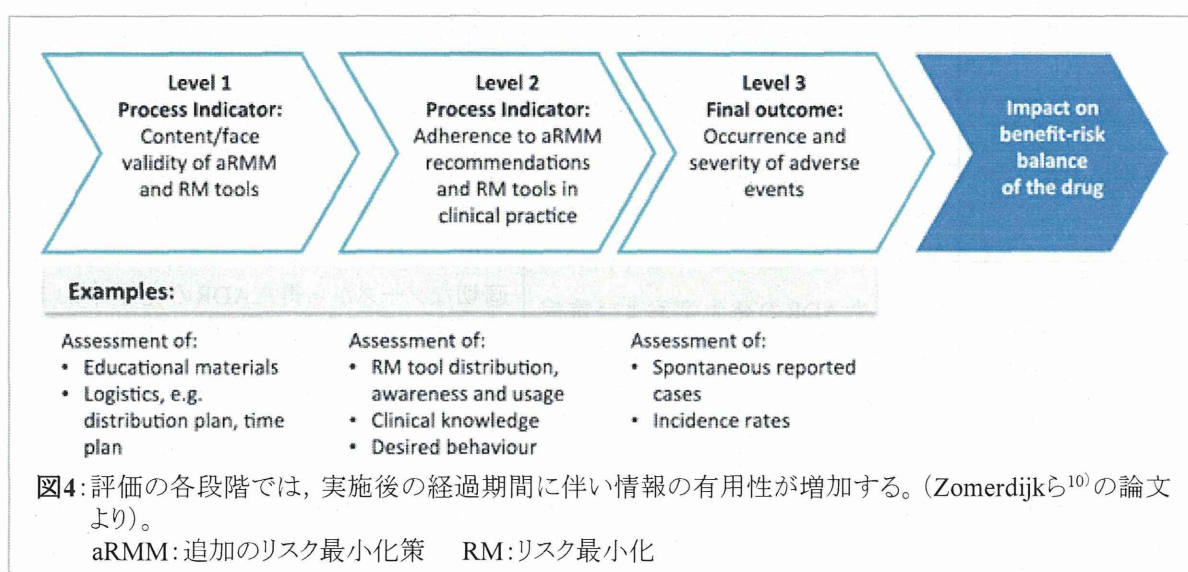 Level 1
Process Indicator:
Content/face
validity of aRMM
and RM tools
Level 2
Process Indicator:
Adherence to aRMM
recommendations
and RM tools in
clinical practice
Level 3
Final outcome:
Occurrence and
severity of adverse
events
Impact on
benefit-risk
balance
of the drug
Examples:
Assessment of:
• Educational materials
• Logistics, e.g.
distribution plan, time
plan
Assessment of:
• RM tool distribution,
awareness and usage
• Clinical knowledge
• Desired behaviour
Assessment of:
• Spontaneous reported
cases
• Incidence rates
図4:評価の各段階では,実施後の経過期間に伴い情報の有用性が増加する。(Zomerdijkら10)の論文
より)。
aRMM:追加のリスク最小化策 RM:リスク最小化